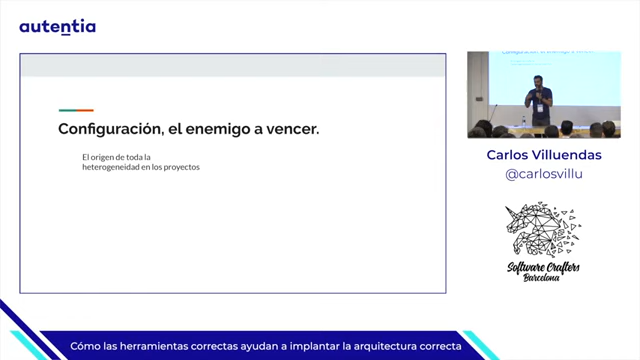 autentia
Configuración, el enemigo a vencer.
El origen de toda la
heterogeneidad en los proyectos
Carlos Villuendas
@carlosvillu
Software Crafters
Barcelona
Cómo las herramientas correctas ayudan a implantar la arquitectura correcta